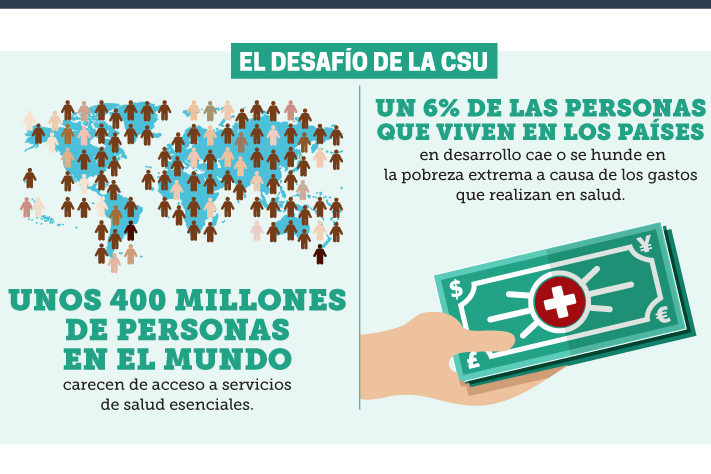 EL DESAFÍO DE LA CSU
UNOS 400 MILLONES
DE PERSONAS
EN EL MUNDO
carecen de acceso a servicios
de salud esenciales.
UN 6% DE LAS PERSONAS
QUE VIVEN EN LOS PAÍSES
en desarrollo cae o se hunde en
la pobreza extrema a causa de los gastos
que realizan en salud.
$ ¥
£ €